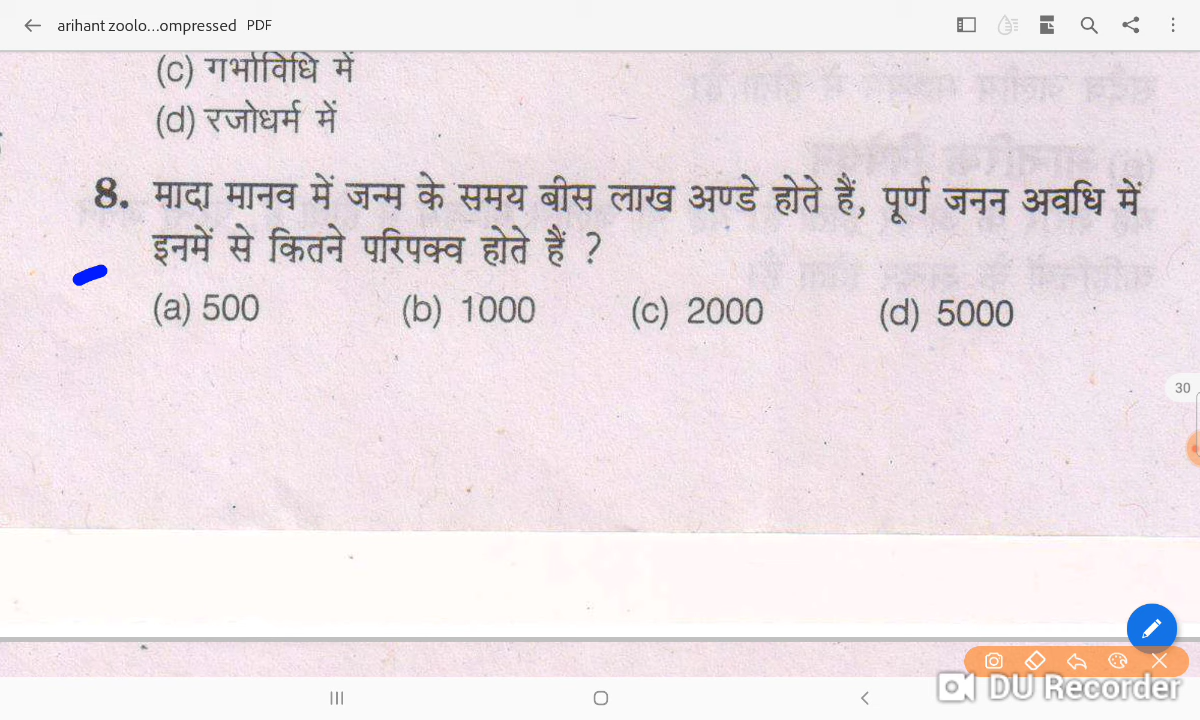 arihant zoolo...ompressed PDF
(c) गर्भाविधि में
(d) रजोधर्म में
8. मादा मानव में जन्म के समय बीस लाख अण्डे होते हैं, पूर्ण जनन अवधि में
इनमें से कितने परिपक्व होते हैं ?
(a) 500 (b) 1000 (c) 2000 (d) 5000
30
DU Recorder